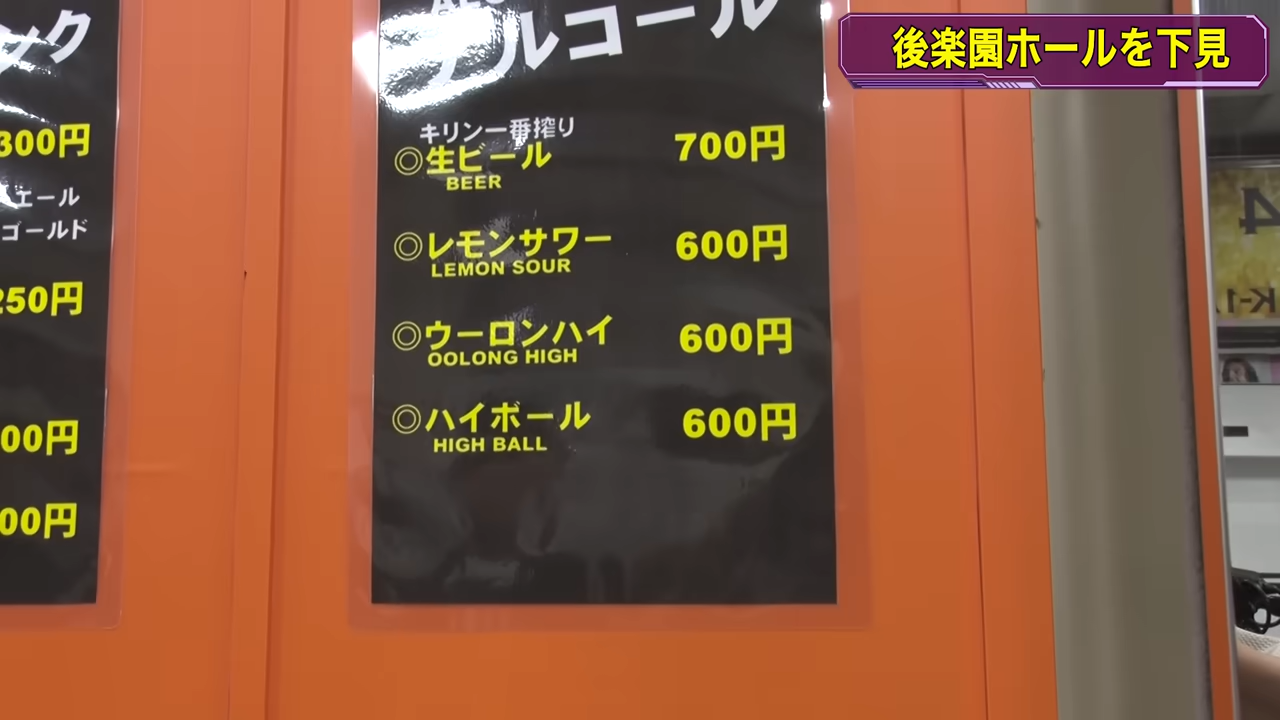 後楽園ホールを下見
ンク
300円
エール
ゴールド
250円
00円
00円
アルコール
キリン一番搾り
◎生ビール 700円
BEER
◎レモンサワー 600円
LEMON SOUR
◎ウーロンハイ 600円
OOLONG HIGH
◎ハイボール 600円
HIGH BALL
4
K-1